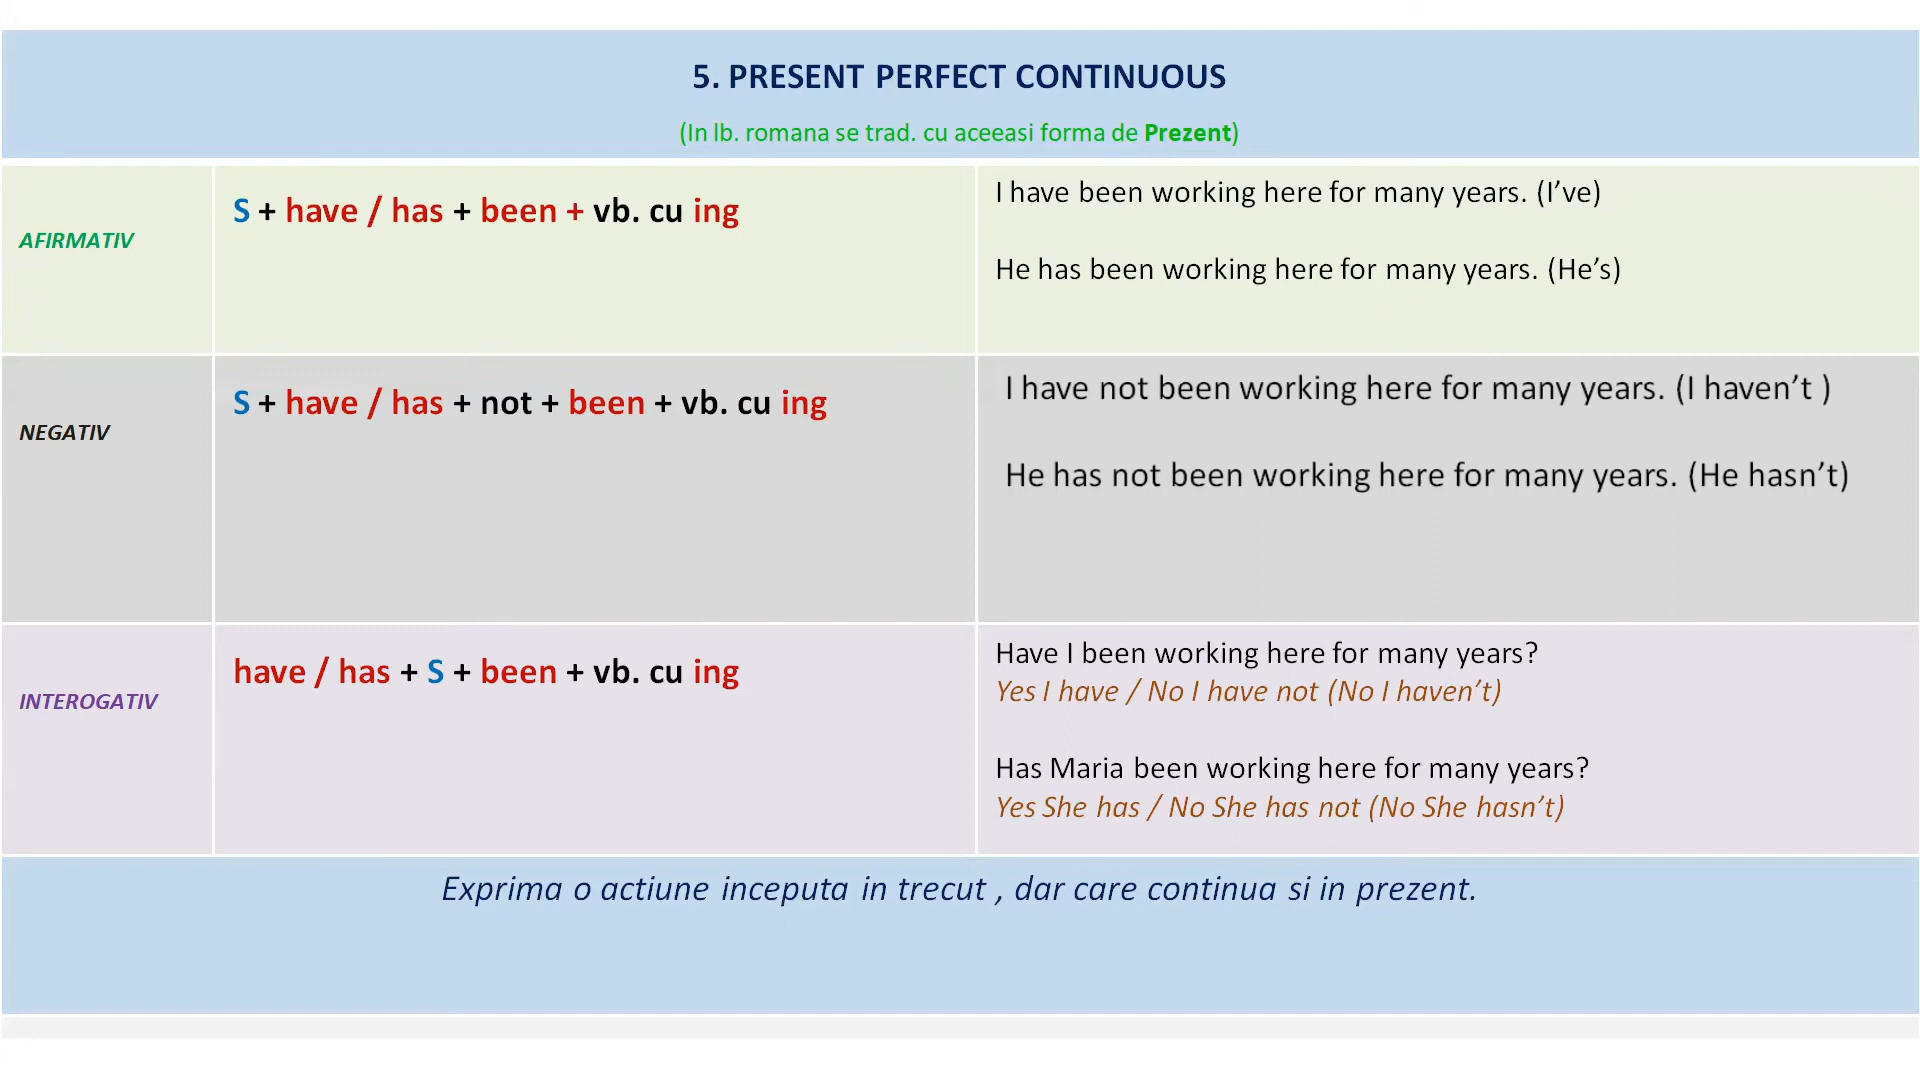 5. PRESENT PERFECT CONTINUOUS
(In lb. romana se trad. cu aceeasi forma de Prezent)
AFIRMATIV
S + have / has + been + vb. cu ing
I have been working here for many years. (I’ve)
He has been working here for many years. (He’s)
NEGATIV
S + have / has + not + been + vb. cu ing
I have not been working here for many years. (I haven’t )
He has not been working here for many years. (He hasn’t)
INTEROGATIV
have / has + S + been + vb. cu ing
Have I been working here for many years?
Yes I have / No I have not (No I haven’t)
Has Maria been working here for many years?
Yes She has / No She has not (No She hasn’t)
Exprima o actiune inceputa in trecut , dar care continua si in prezent.